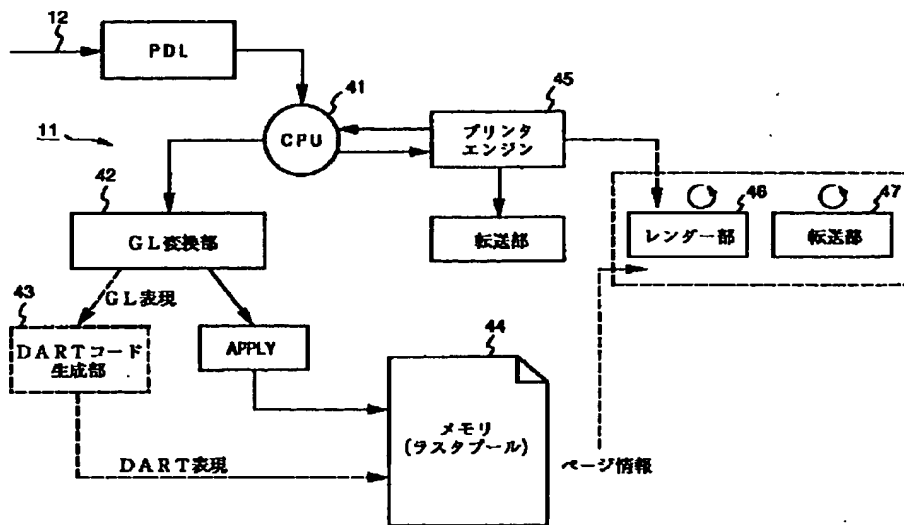 12
PDL
41
CPU
45
プリンタ
エンジン
11
42
GL変換部
転送部
46
レンダー部
47
転送部
GL表現
43
DARTコード
生成部
APPLY
44
メモリ
(ラスタプール)
DART表現
ページ情報